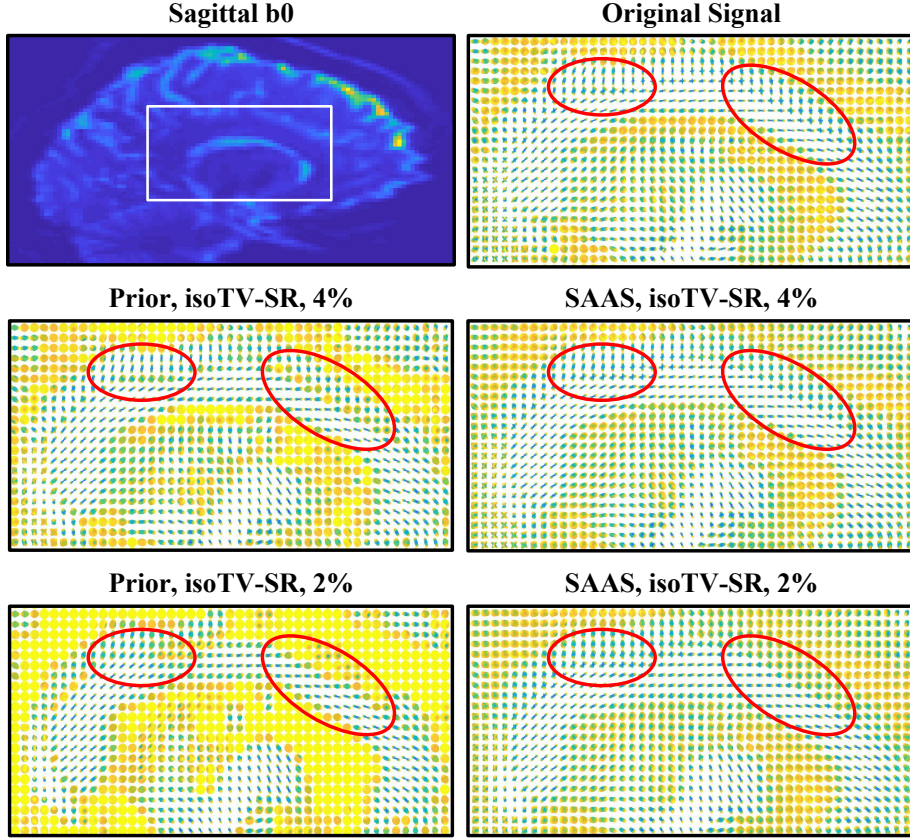 Sagittal b0
Original Signal
Prior, isoTV-SR, 4%
SAAS, isoTV-SR, 4%
Prior, isoTV-SR, 2%
SAAS, isoTV-SR, 2%